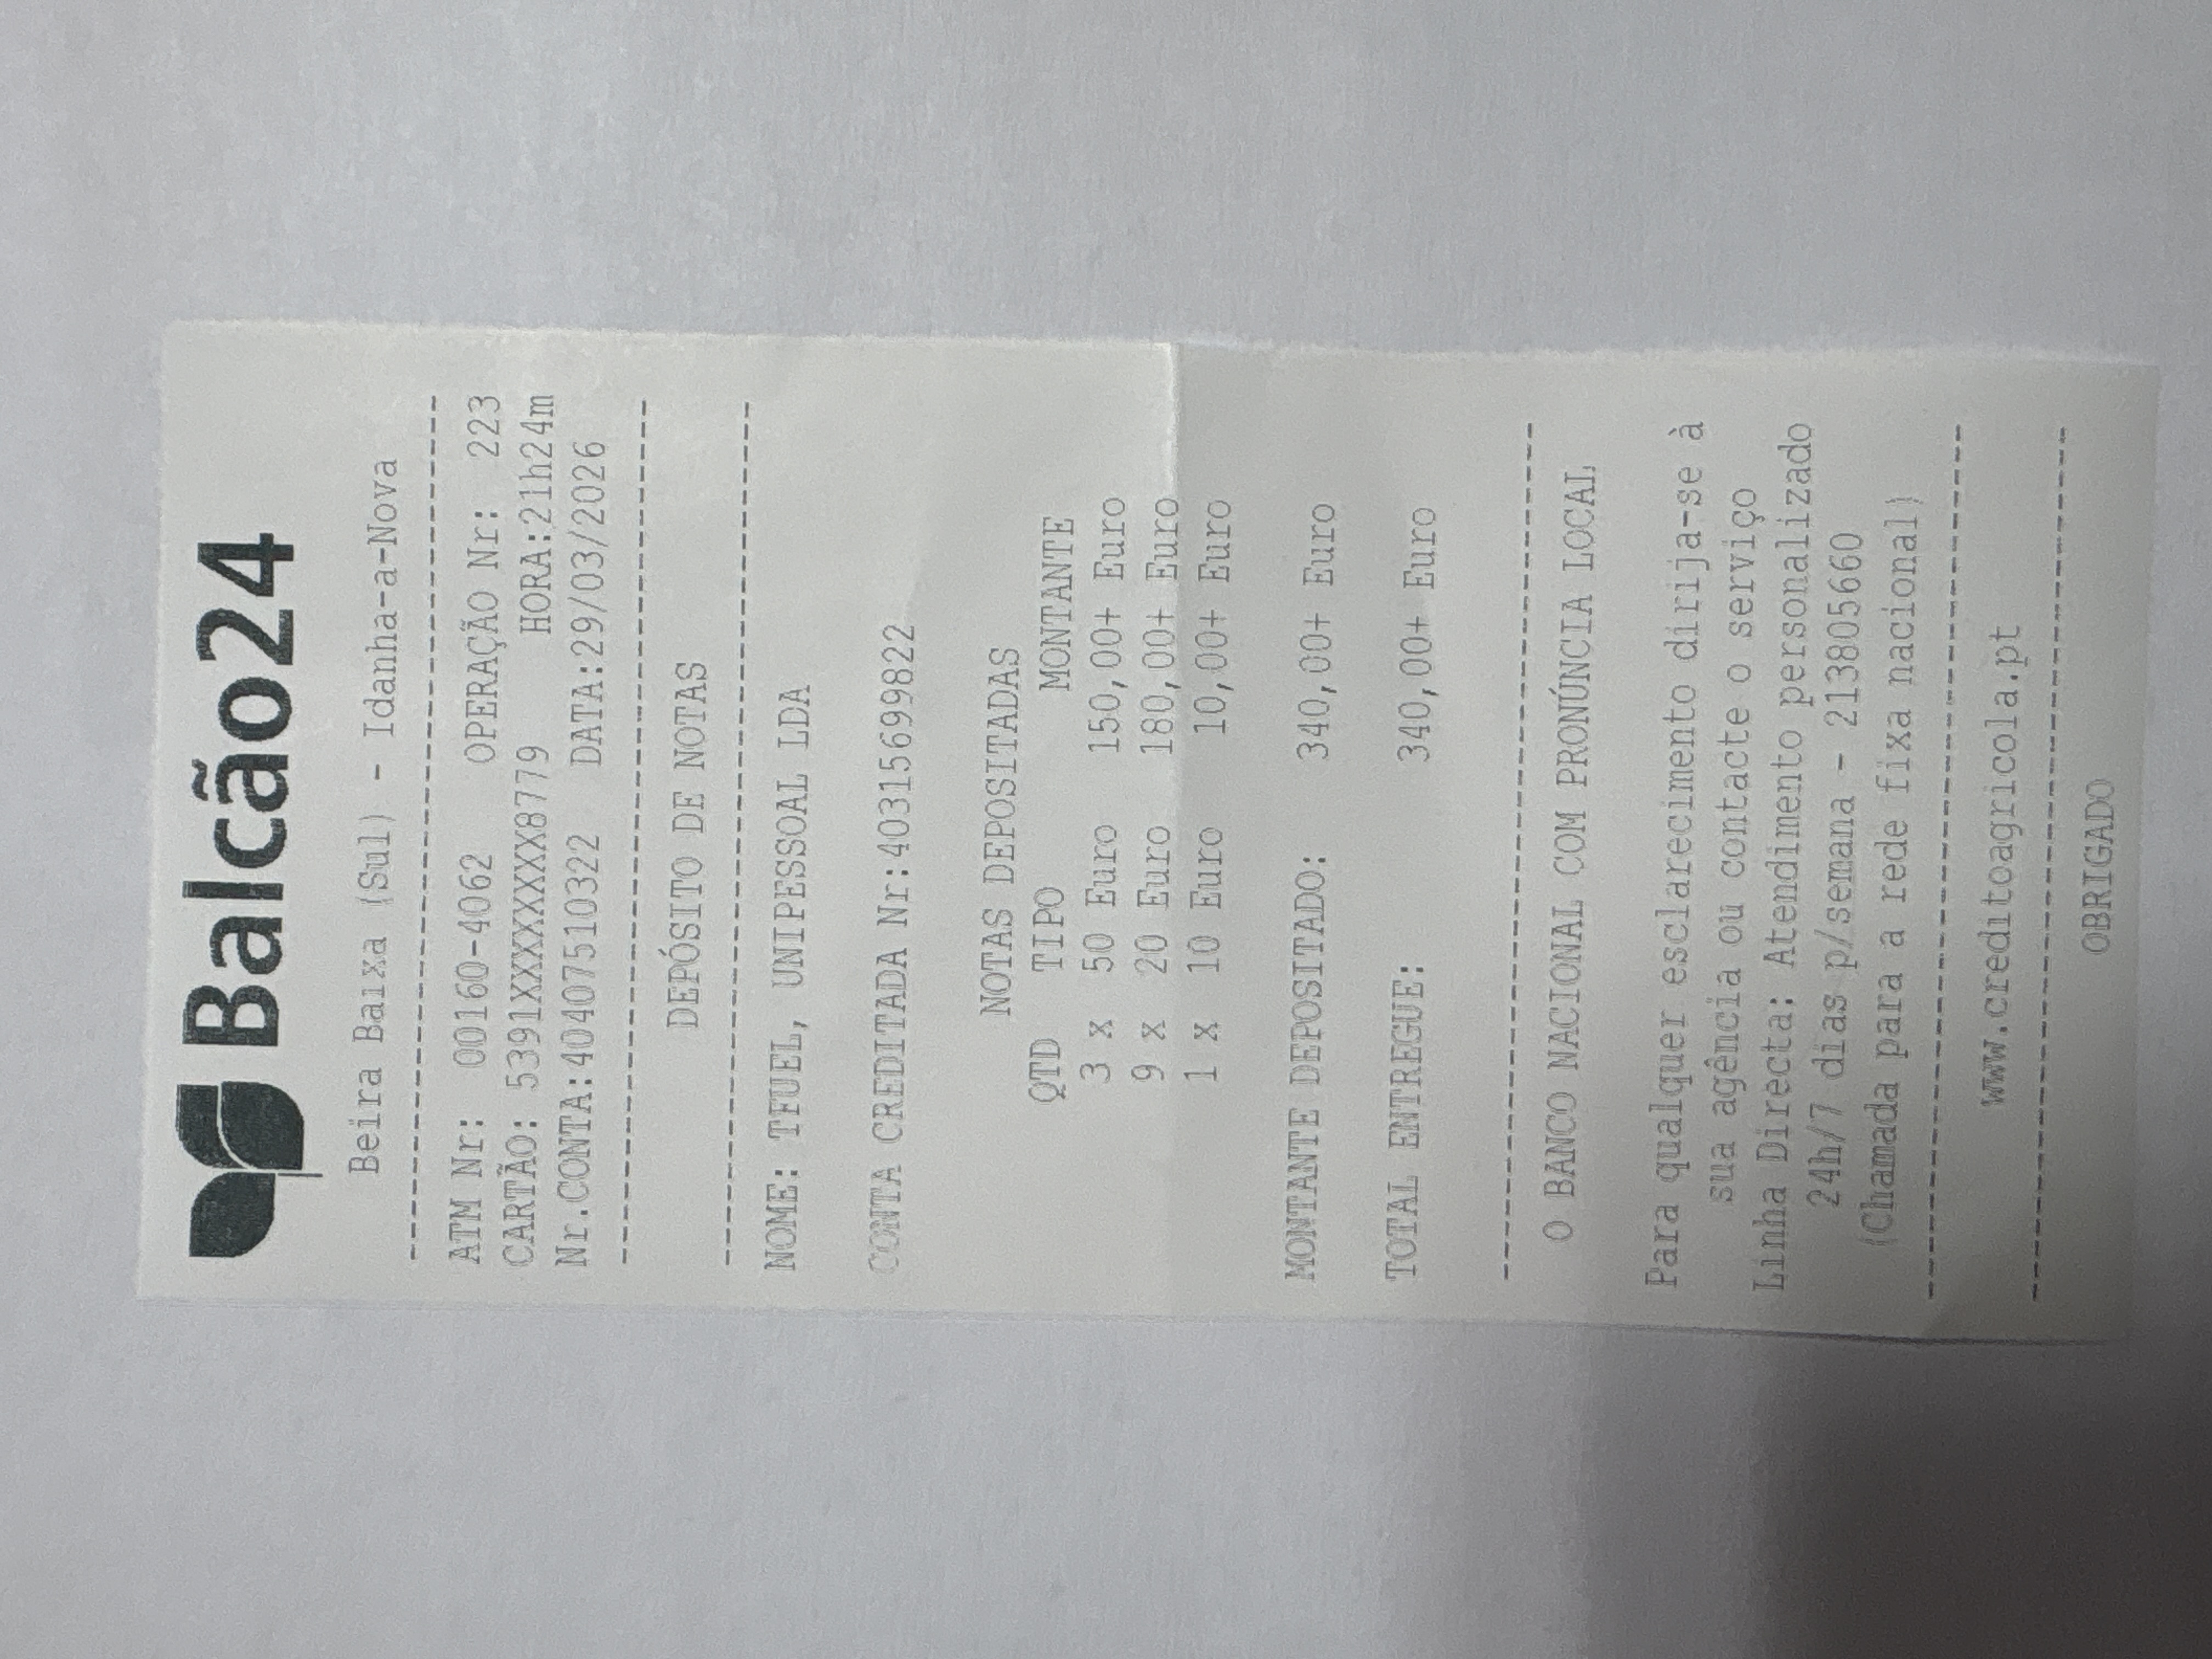 Balcão24
Beira Baixa (Sul) - Idanha-a-Nova
------------------------------------------
ATM Nr: 00160-4062 OPERAÇÃO Nr: 223
CARTÃO: 5391XXXXXXXX8779 HORA:21h24m
Nr.CONTA:40407510322 DATA:29/03/2026
------------------------------------------
DEPÓSITO DE NOTAS
------------------------------------------
NOME: TFUEL, UNIPESSOAL LDA
CONTA CREDITADA Nr:40315699822
NOTAS DEPOSITADAS
QTD TIPO MONTANTE
3 x 50 Euro 150,00+ Euro
9 x 20 Euro 180,00+ Euro
1 x 10 Euro 10,00+ Euro
MONTANTE DEPOSITADO: 340,00+ Euro
TOTAL ENTREGUE: 340,00+ Euro
------------------------------------------
O BANCO NACIONAL COM PRONÚNCIA LOCAL
Para qualquer esclarecimento dirija-se à
sua agência ou contacte o serviço
Linha Directa: Atendimento personalizado
24h/7 dias p/semana - 213805660
(Chamada para a rede fixa nacional)
------------------------------------------
www.creditoagricola.pt
------------------------------------------
OBRIGADO